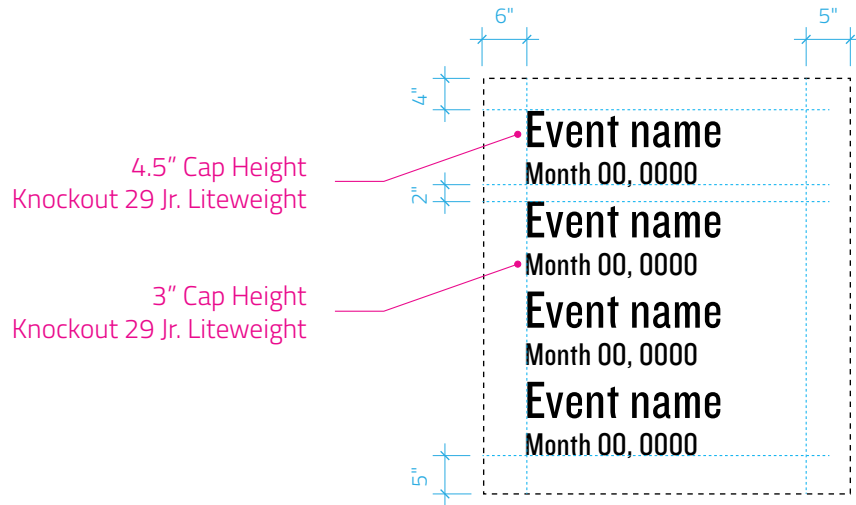 6"
5"
4"
Event name
4.5” Cap Height
Month 00, 0000
Knockout 29 Jr. Liteweight
2"
Event name
Month 00, 0000
3” Cap Height
Event name
Knockout 29 Jr. Liteweight
Month 00, 0000
Event name
Month 00, 0000
5"